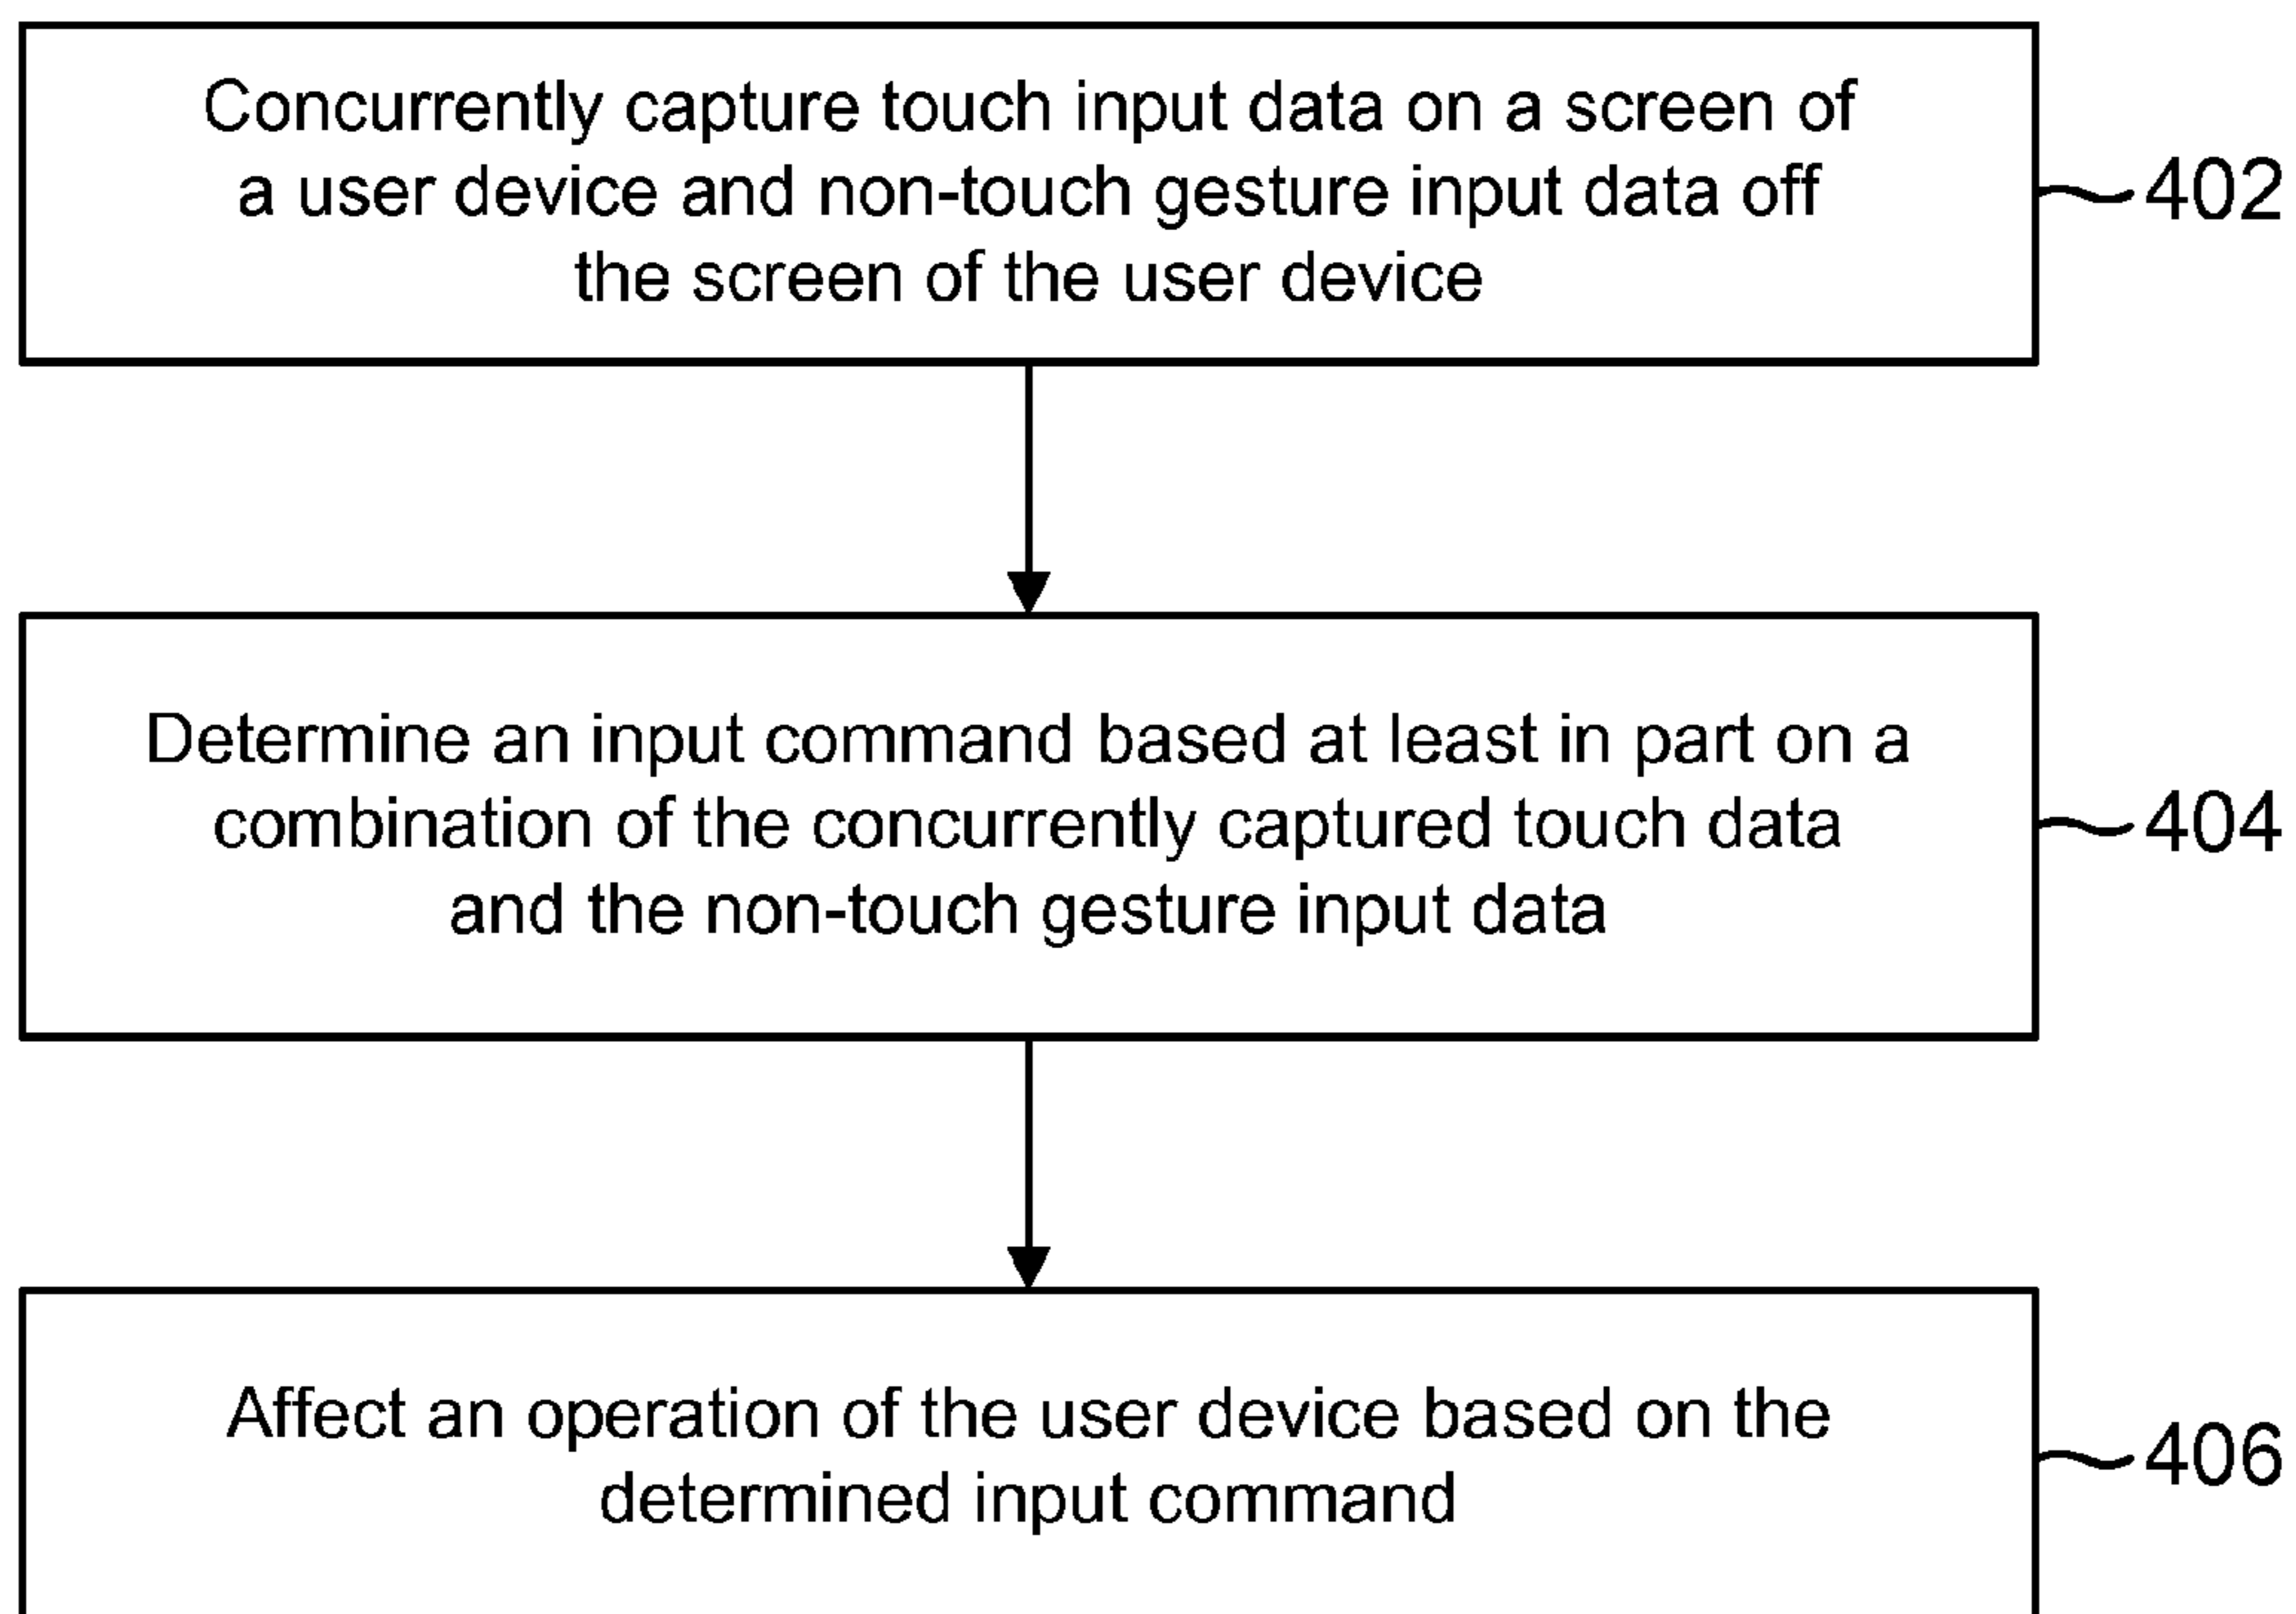 Concurrently capture touch input data on a screen of
a user device and non-touch gesture input data off
the screen of the user device
402
Determine an input command based at least in part on a
combination of the concurrently captured touch data
and the non-touch gesture input data
404
Affect an operation of the user device based on the
determined input command
406